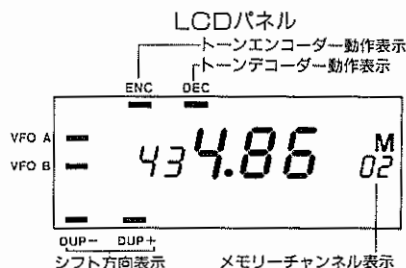 LCDパネル
トーンエンコーダー動作表示
トーンデコーダー動作表示
ENC DEC
VFO A
VFO B
43 4.86 M 02
DUP− DUP+
シフト方向表示 メモリーチャンネル表示